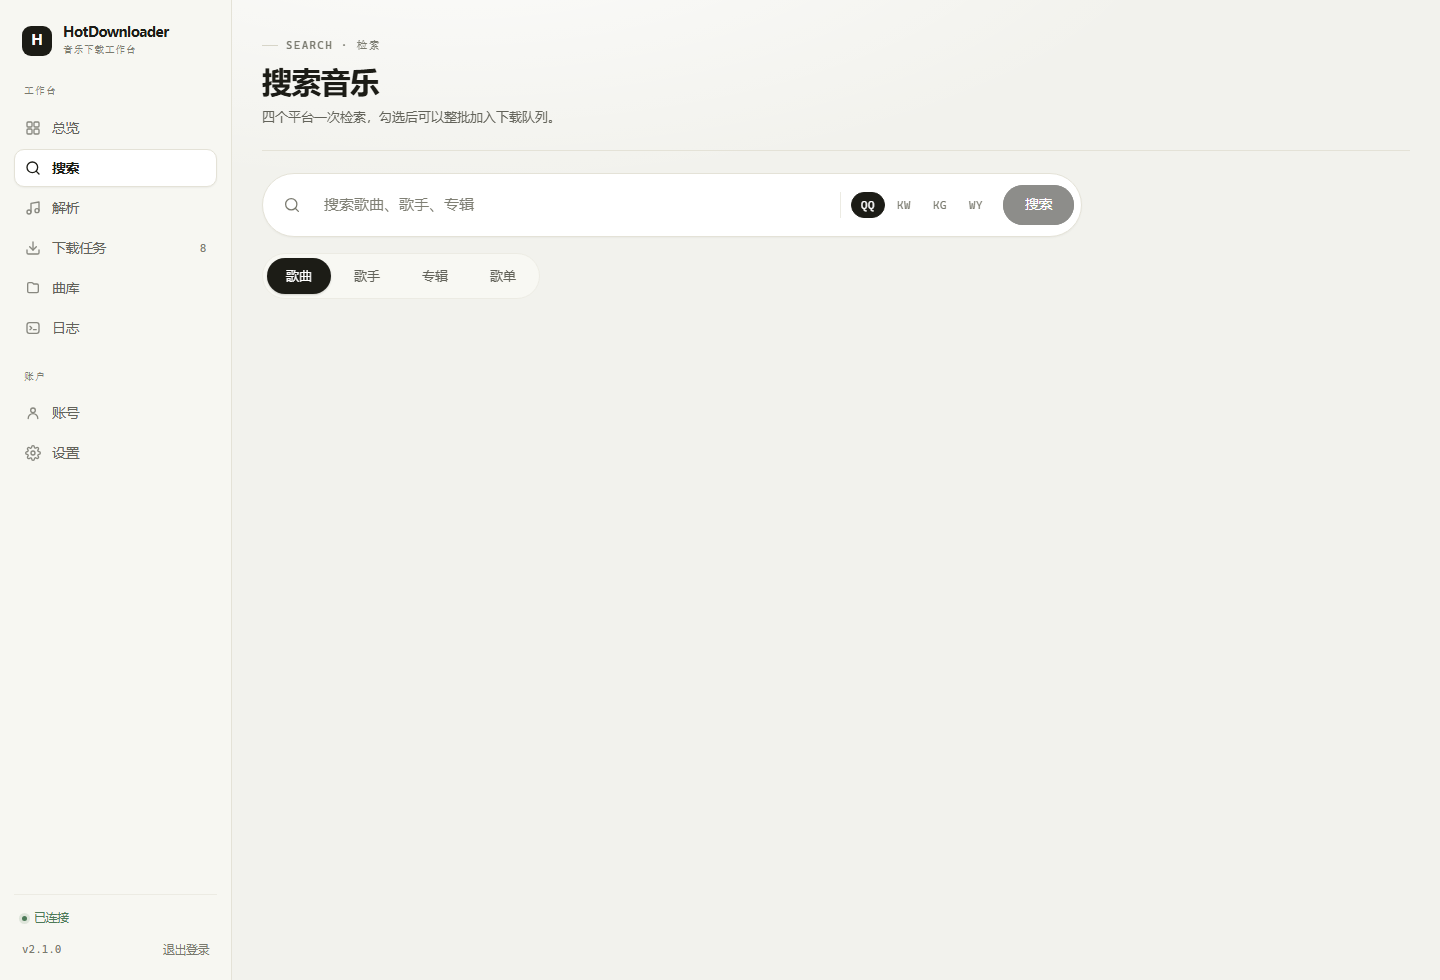 H
HotDownloader
音乐下载工作台
工作台
总览
搜索
解析
下载任务 8
曲库
日志
账户
账号
设置
已连接
v2.1.0 退出登录
SEARCH · 检索
搜索音乐
四个平台一次检索，勾选后可以整批加入下载队列。
搜索歌曲、歌手、专辑 QQ KW KG WY 搜索
歌曲 歌手 专辑 歌单